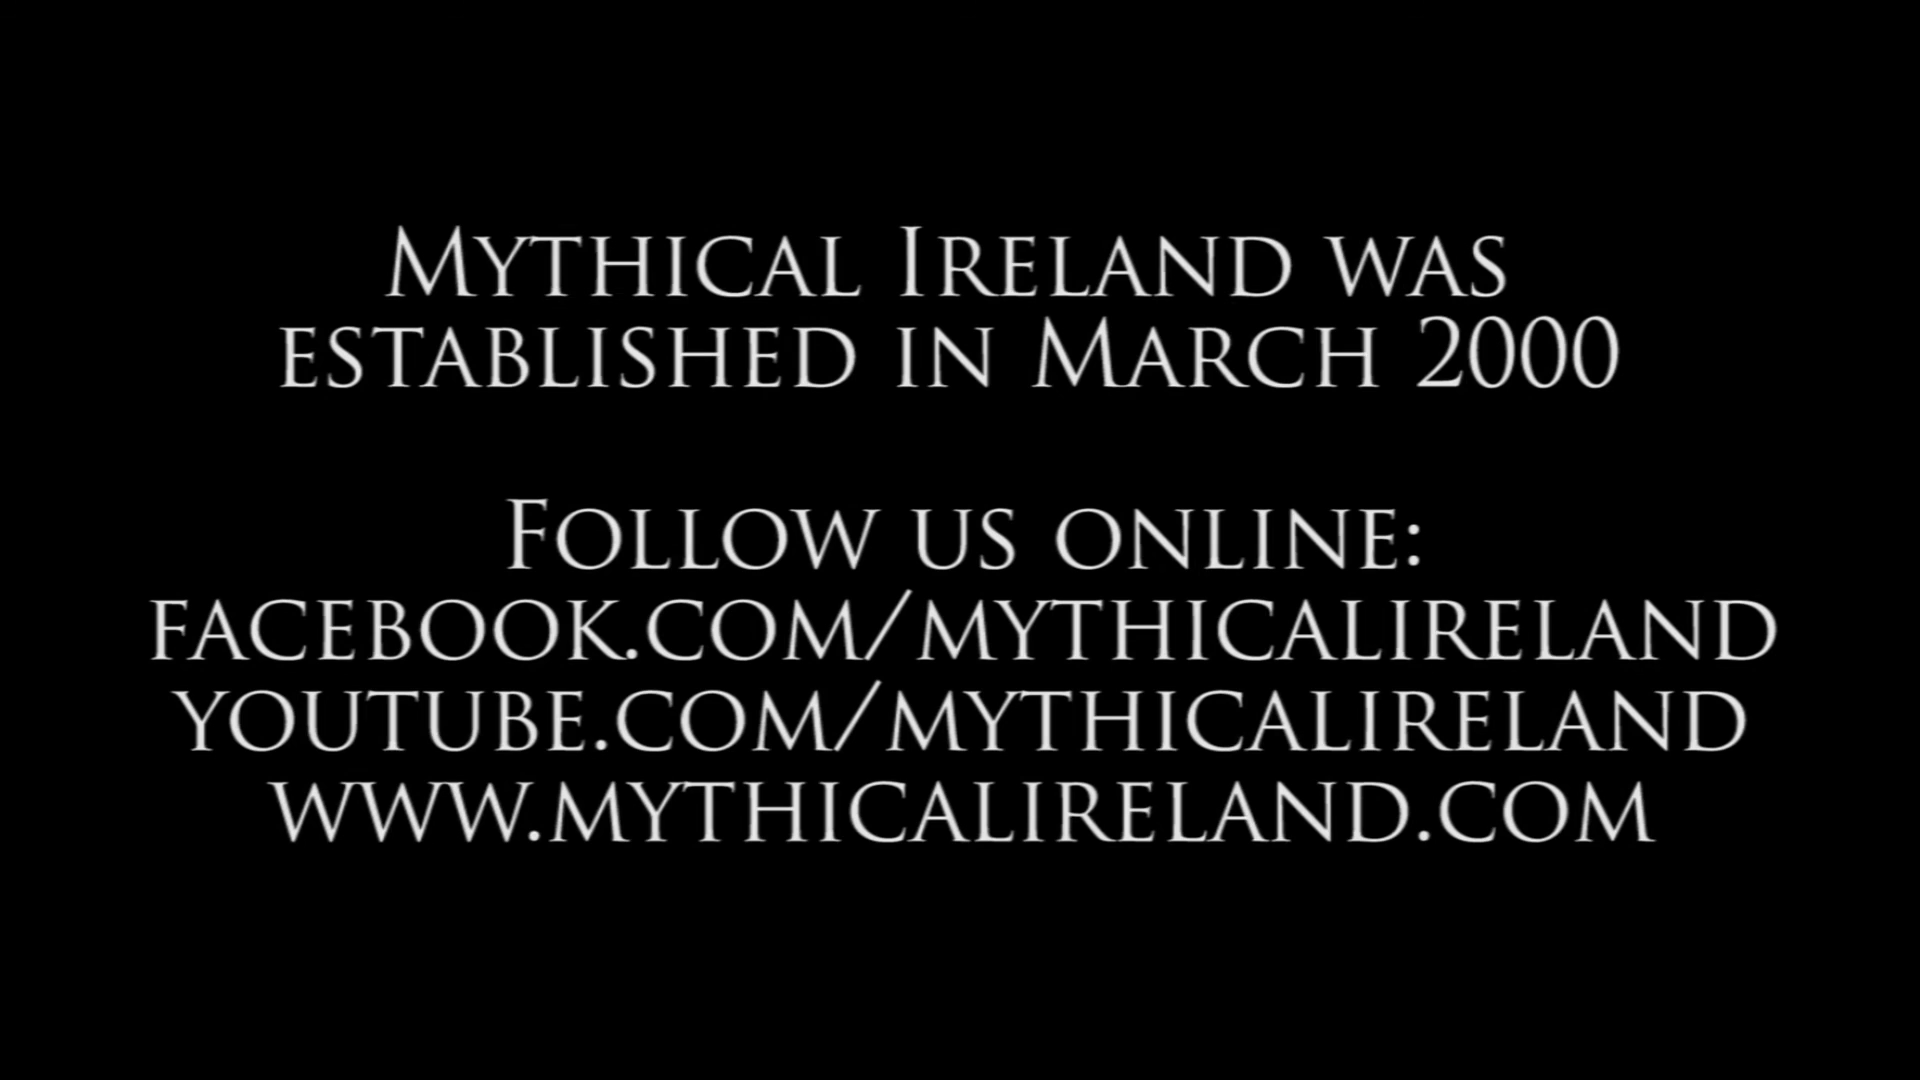 Mythical Ireland was
established in March 2000
Follow us online:
facebook.com/mythicalireland
youtube.com/mythicalireland
www.mythicalireland.com